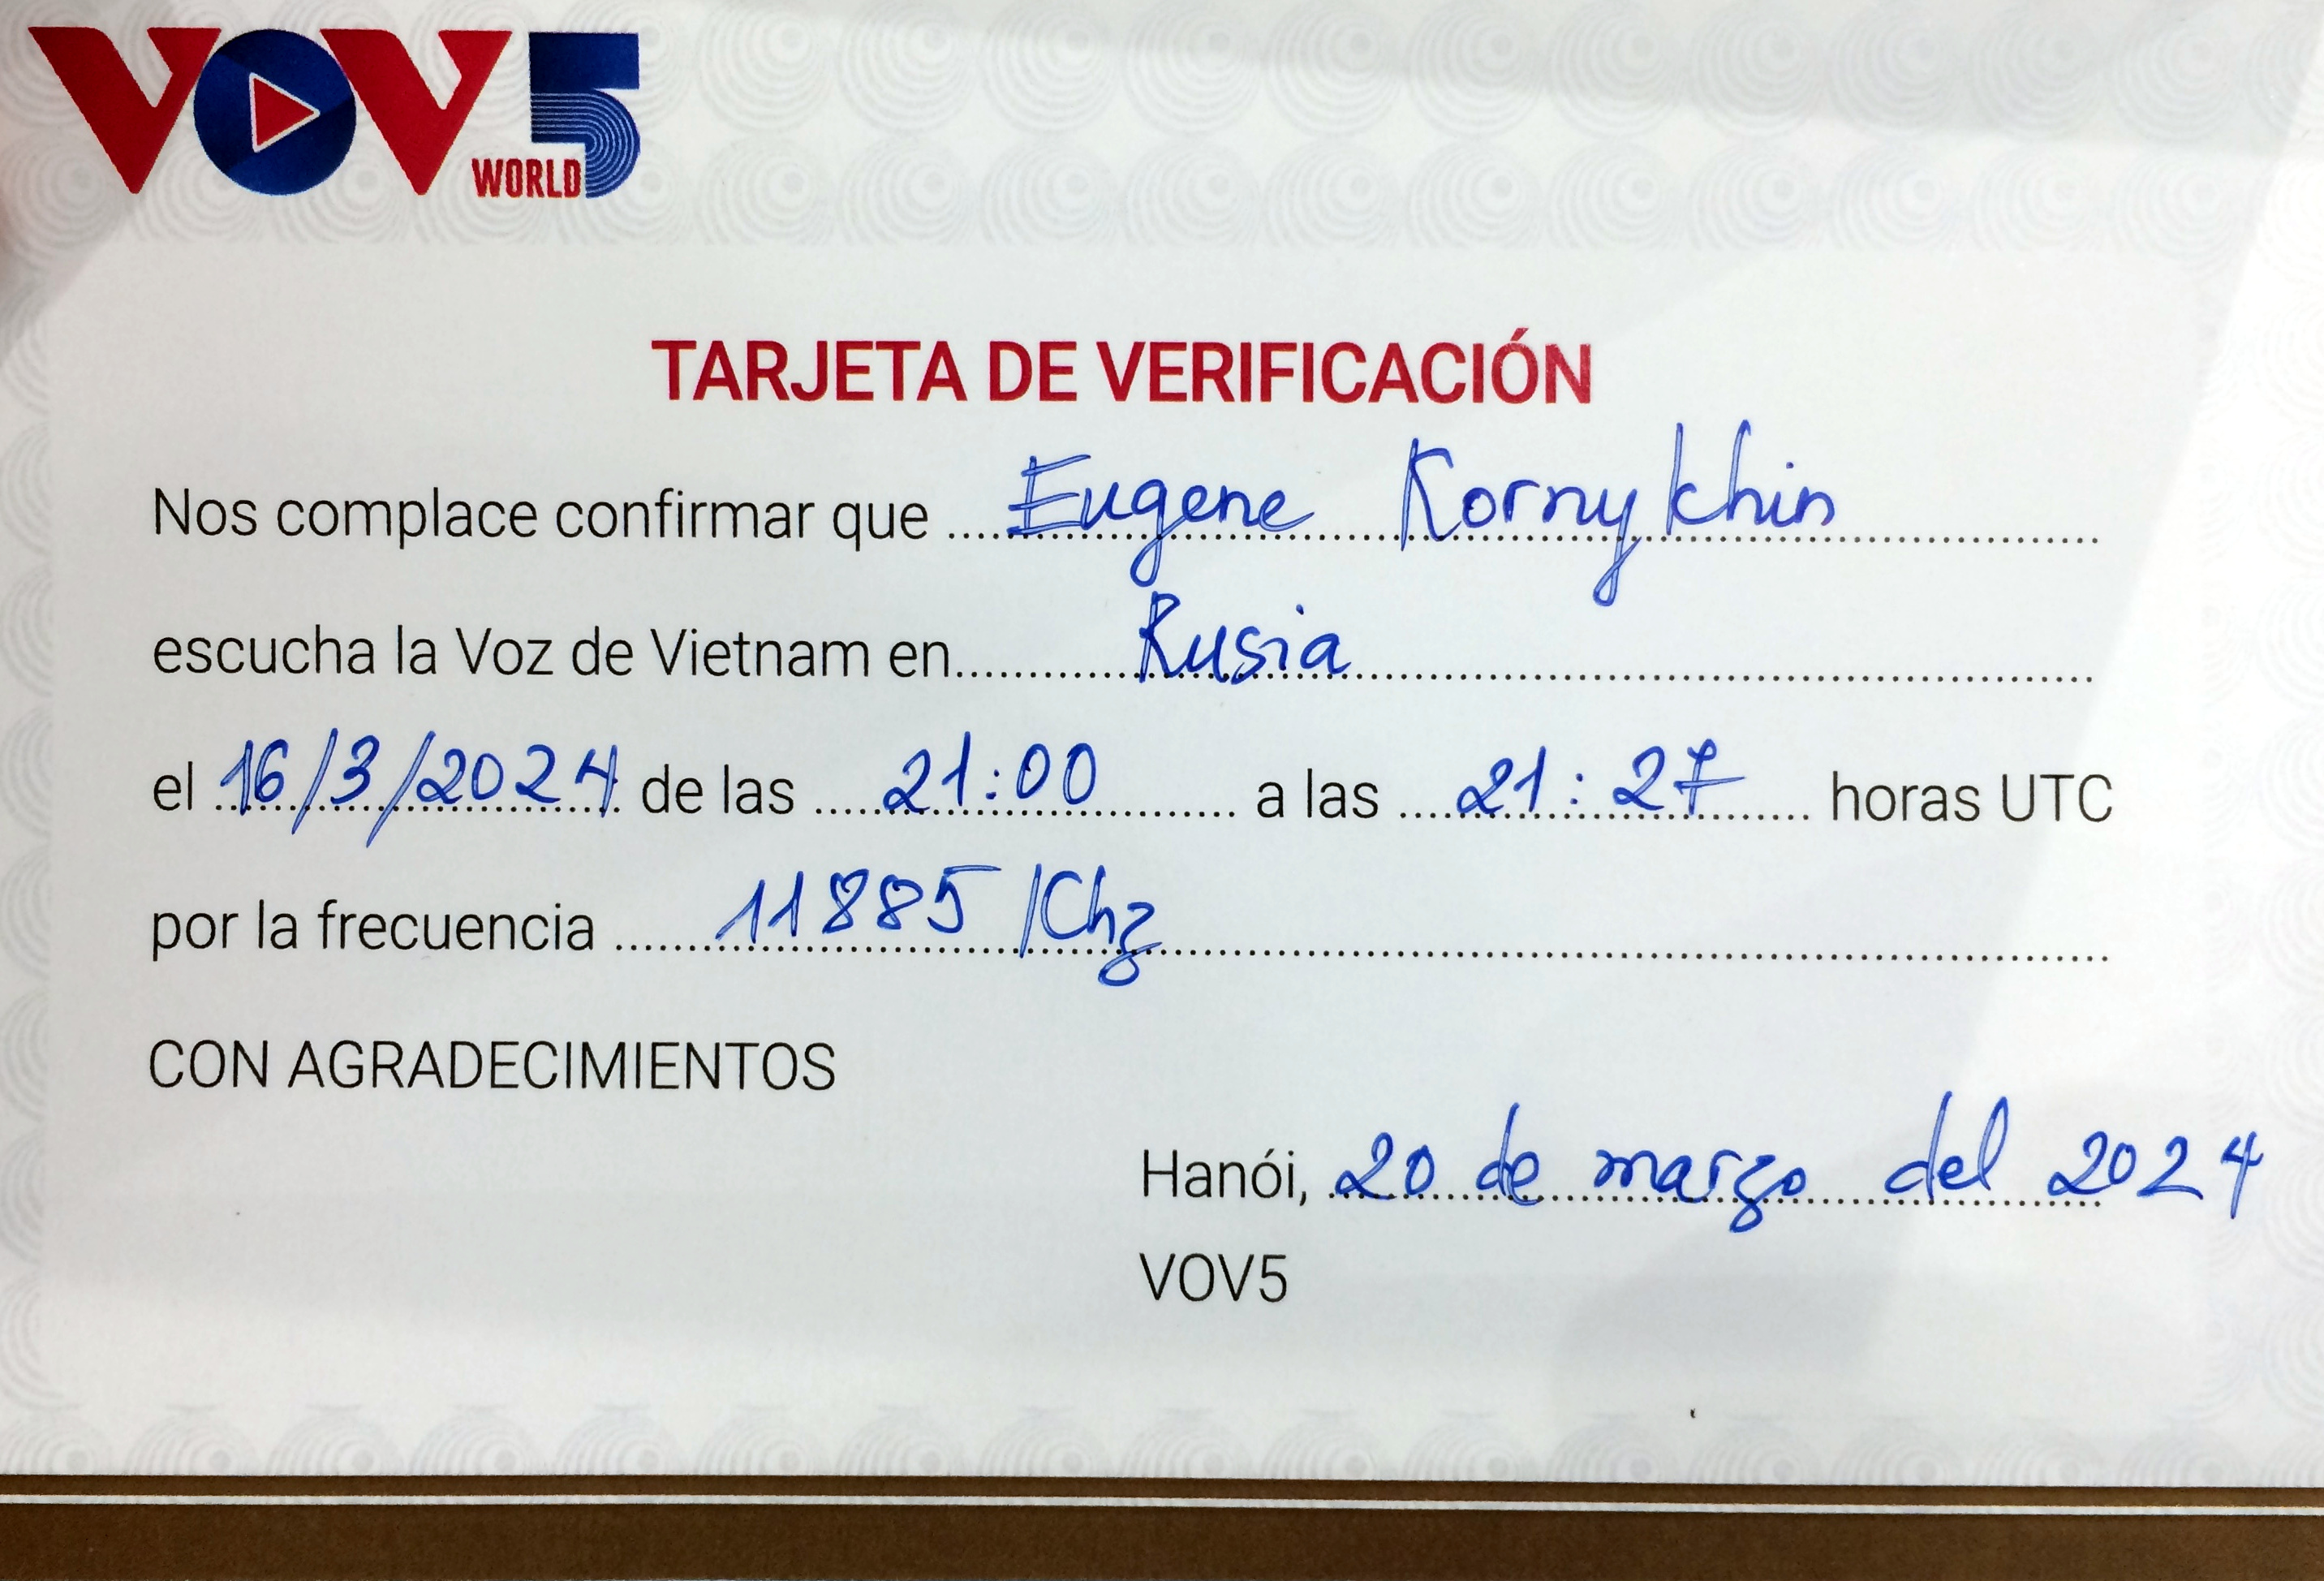 VOV5
WORLD
TARJETA DE VERIFICACIÓN
Nos complace confirmar que Eugene Kornykhin
escucha la Voz de Vietnam en Rusia
el 16/3/2024 de las 21:00 a las 21:27 horas UTC
por la frecuencia 11885 Khz
CON AGRADECIMIENTOS
Hanói, 20 de marzo del 2024
VOV5